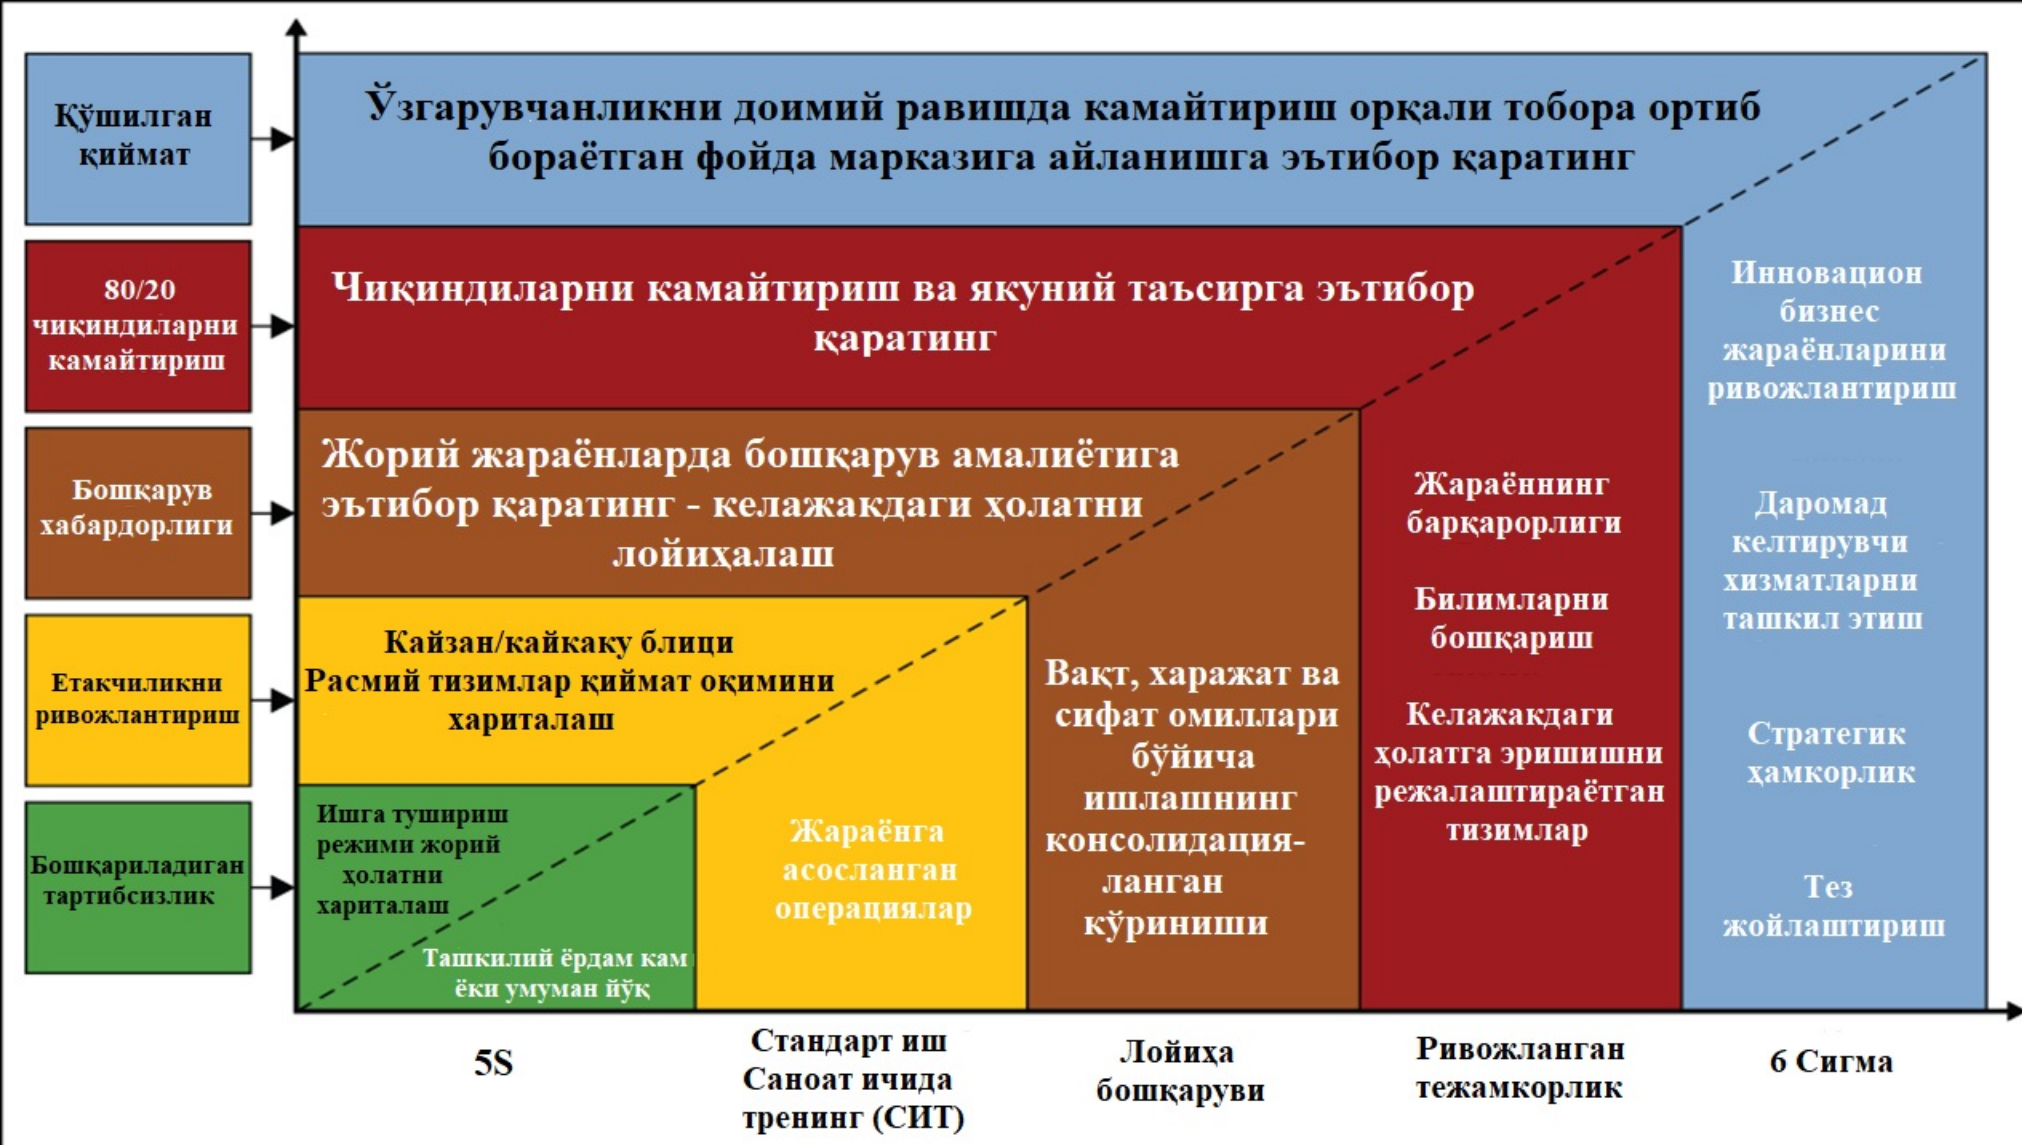 Қўшилган
қиймат
Ўзгарувчанликни доимий равишда камайтириш орқали тобора ортиб
бораётган фойда марказига айланишга эътибор қаратинг
80/20
чиқиндиларни
камайтириш
Чиқиндиларни камайтириш ва якуний таъсирга эътибор
қаратинг
Бошқарув
хабардорлиги
Жорий жараёнларда бошқарув амалиётига
эътибор қаратинг - келажакдаги ҳолатни
лойиҳалаш
Етакчиликни
ривожлантириш
Кайзан/кайкаку блици
Расмий тизимлар қиймат оқимини
хариталаш
Бошқариладиган
тартибсизлик
Ишга тушириш
режими жорий
ҳолатни
хариталаш
Ташкилий ёрдам кам
ёки умуман йўқ
Жараёнга
асосланган
операциялар
Вақт, харажат ва
сифат омиллари
бўйича
ишлашнинг
консолидация-
ланган
кўриниши
Жараённинг
барқарорлиги
Билимларни
бошқариш
Келажакдаги
ҳолатга эришишни
режалаштираётган
тизимлар
Инновацион
бизнес
жараёнларини
ривожлантириш
Даромад
келтирувчи
хизматларни
ташкил этиш
Стратегик
ҳамкорлик
Тез
жойлаштириш
5S
Стандарт иш
Саноат ичида
тренинг (СИТ)
Лойиҳа
бошқаруви
Ривожланган
тежамкорлик
6 Сигма